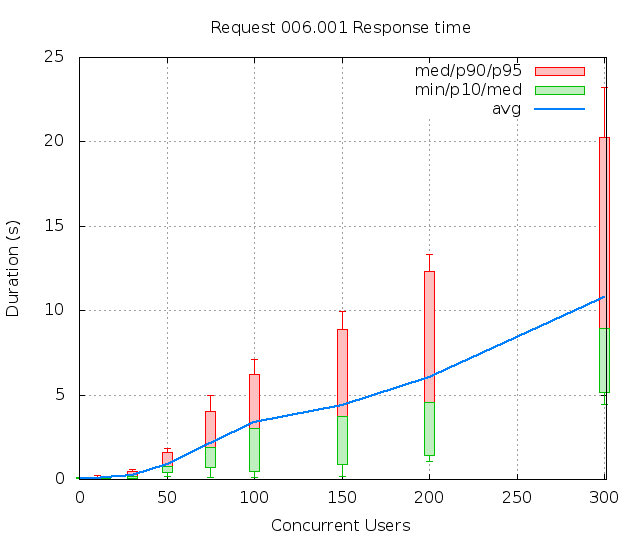 Request 006.001 Response time
25
20
15
10
5
0
Duration (s)
med/p90/p95
min/p10/med
avg
0 50 100 150 200 250 300
Concurrent Users